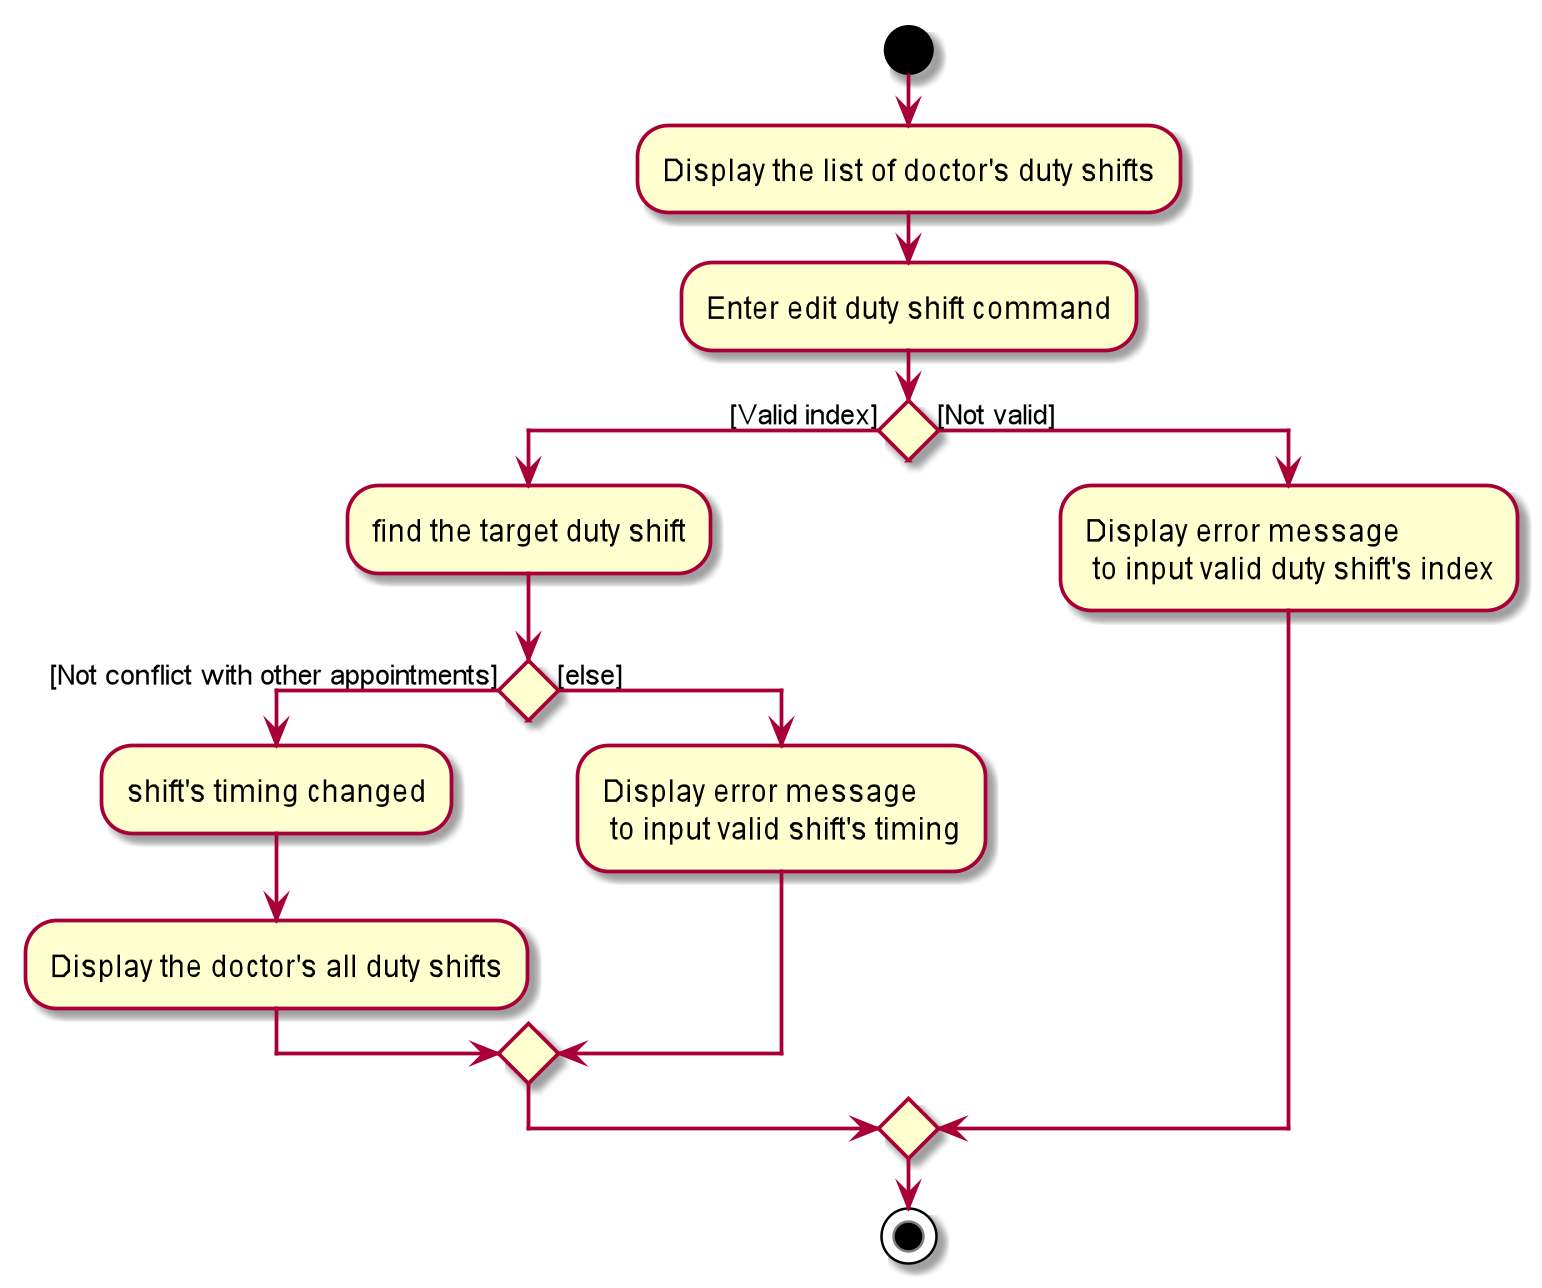 Display the list of doctor's duty shifts
Enter edit duty shift command
[Valid index]
[Not valid]
find the target duty shift
Display error message
to input valid duty shift's index
[Not conflict with other appointments]
[else]
shift's timing changed
Display error message
to input valid shift's timing
Display the doctor's all duty shifts